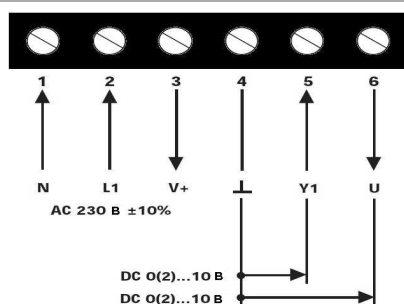 1 2 3 4 5 6
N L1 V+ ⊥ Y1 U
AC 230 В ±10%
DC 0(2)...10 В
DC 0(2)...10 В